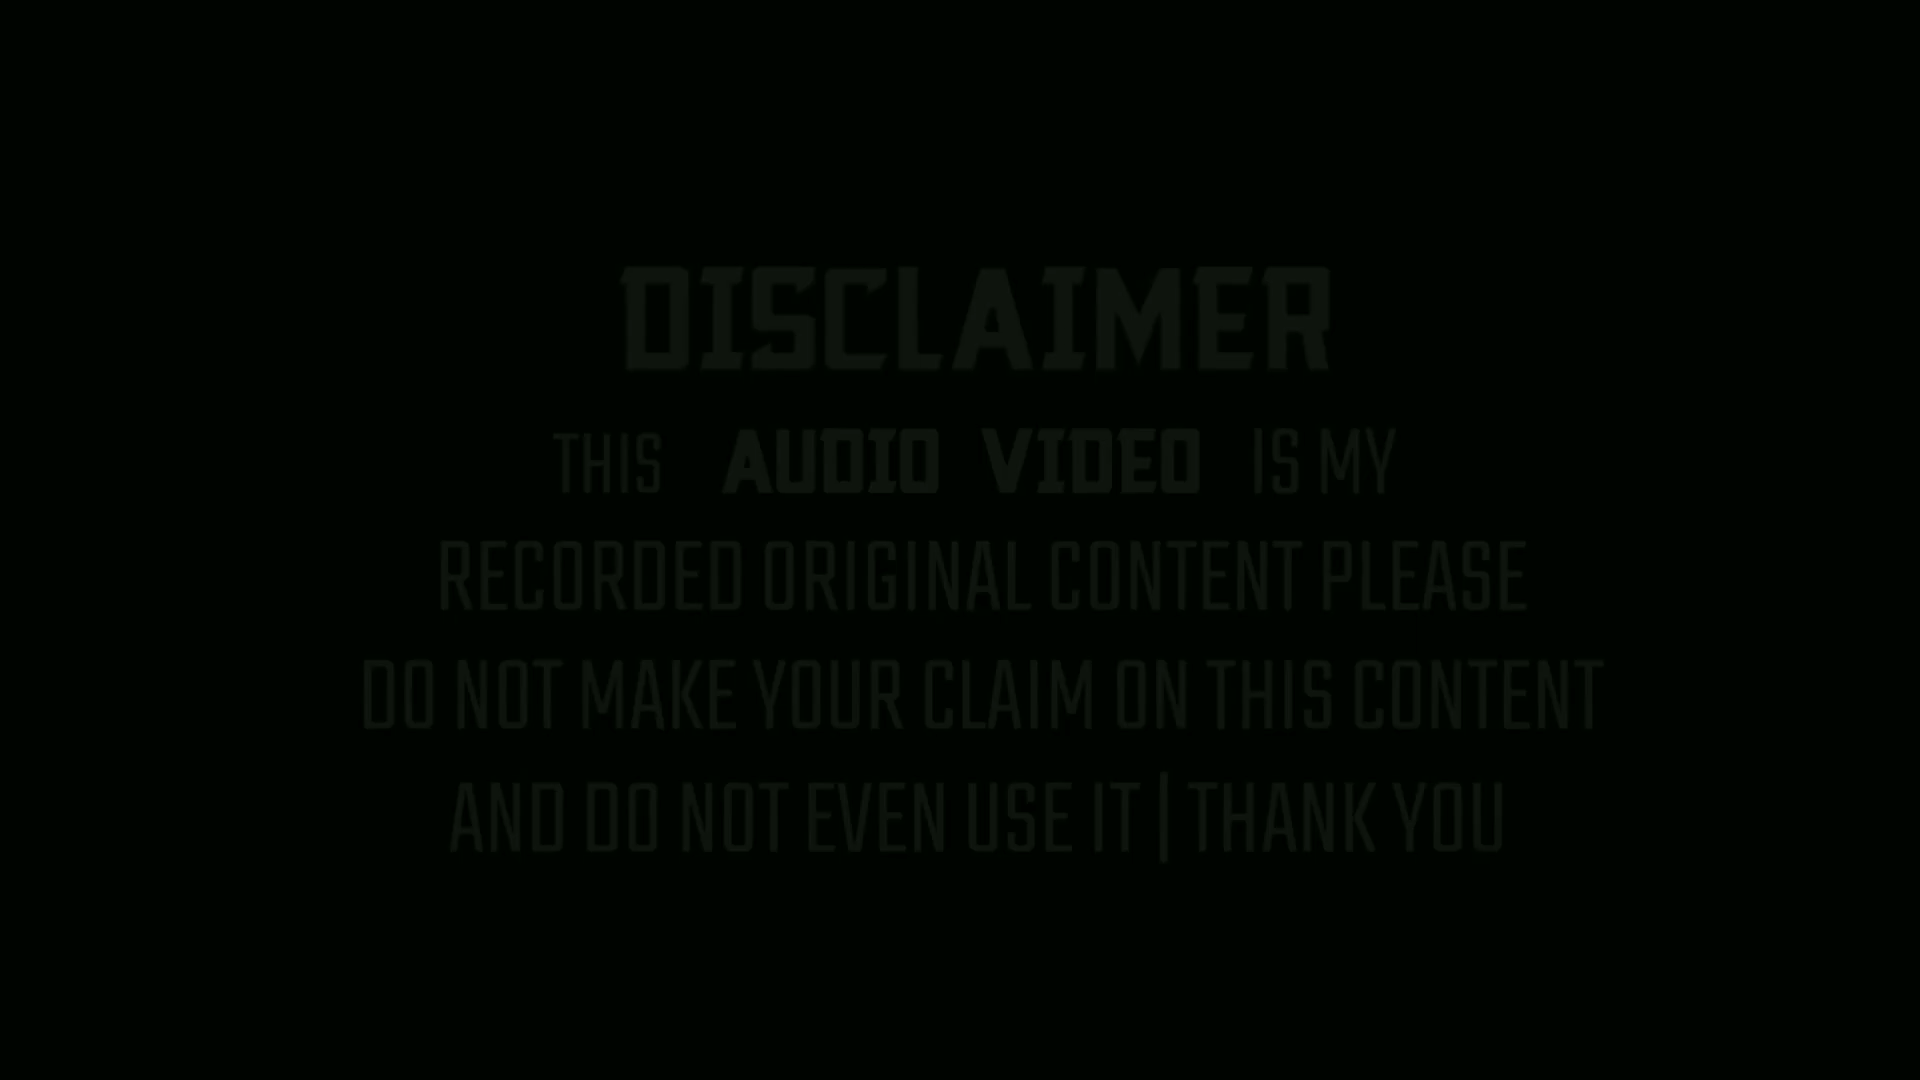 DISCLAIMER
THIS AUDIO VIDEO IS MY
RECORDED ORIGINAL CONTENT PLEASE
DO NOT MAKE YOUR CLAIM ON THIS CONTENT
AND DO NOT EVEN USE IT | THANK YOU